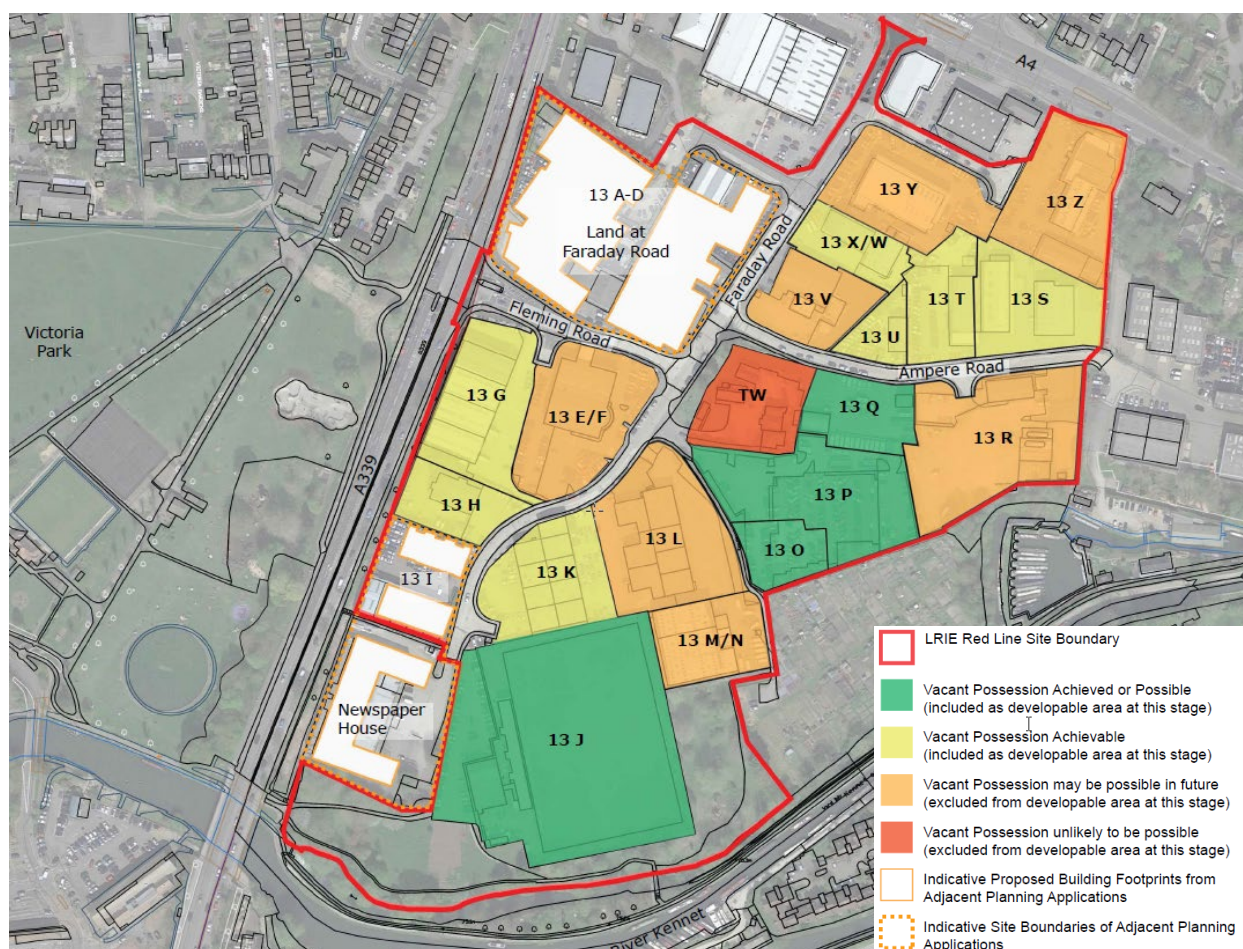 A4
13 A-D
Land at
Faraday Road
13 Y
13 Z
13 X/W
Faraday Road
13 V
13 T
13 S
13 U
Fleming Road
Ampere Road
Victoria
Park
13 G
13 E/F
TW
13 Q
13 R
A339
13 P
13 H
13 L
13 O
13 I
13 K
13 M/N
Newspaper
House
13 J
River Kennet
LRIE Red Line Site Boundary
Vacant Possession Achieved or Possible
(included as developable area at this stage)
Vacant Possession Achievable
(included as developable area at this stage)
Vacant Possession may be possible in future
(excluded from developable area at this stage)
Vacant Possession unlikely to be possible
(excluded from developable area at this stage)
Indicative Proposed Building Footprints from
Adjacent Planning Applications
Indicative Site Boundaries of Adjacent Planning
Applications